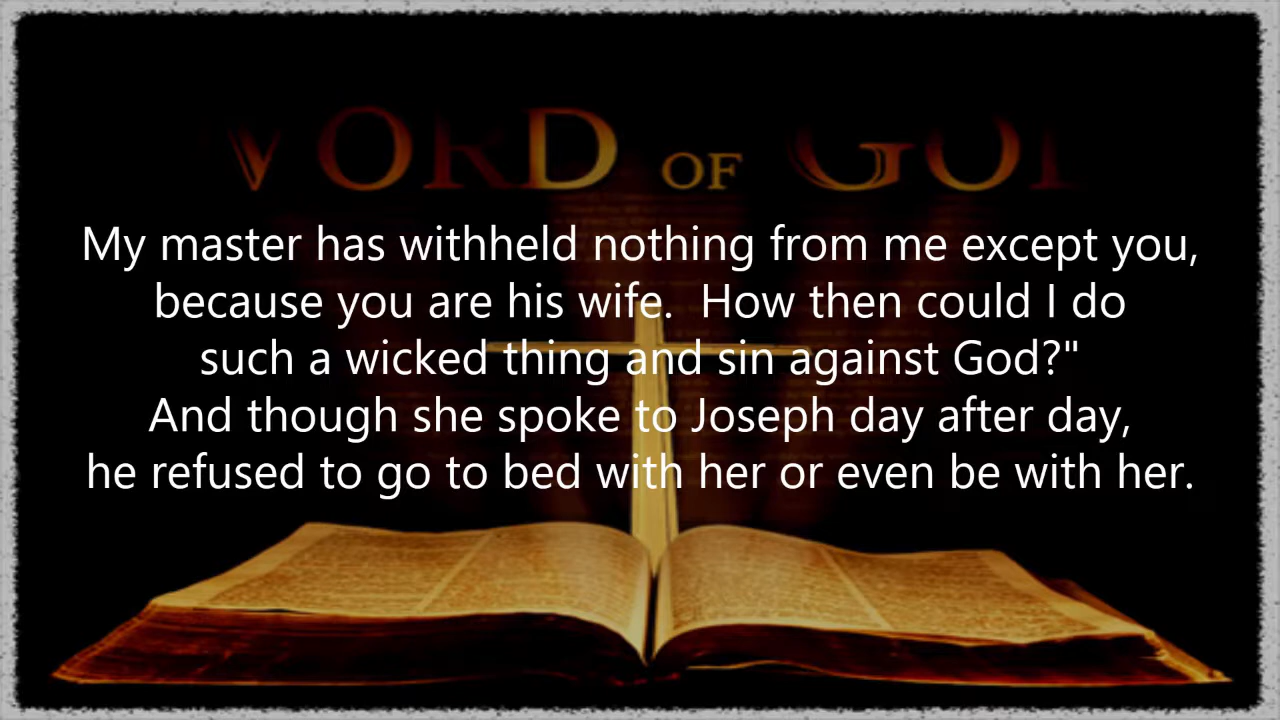 WORD OF GOD
My master has withheld nothing from me except you,
because you are his wife.  How then could I do
such a wicked thing and sin against God?"
And though she spoke to Joseph day after day,
he refused to go to bed with her or even be with her.